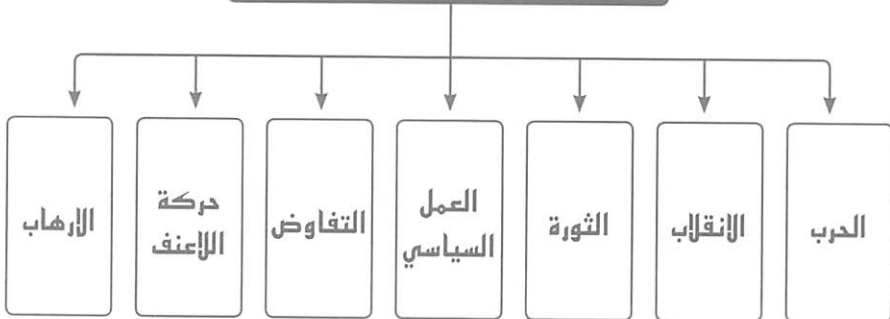 الحرب
الانقلاب
الثورة
العمل
السياسي
التفاوض
حركة
اللاعنف
الإرهاب